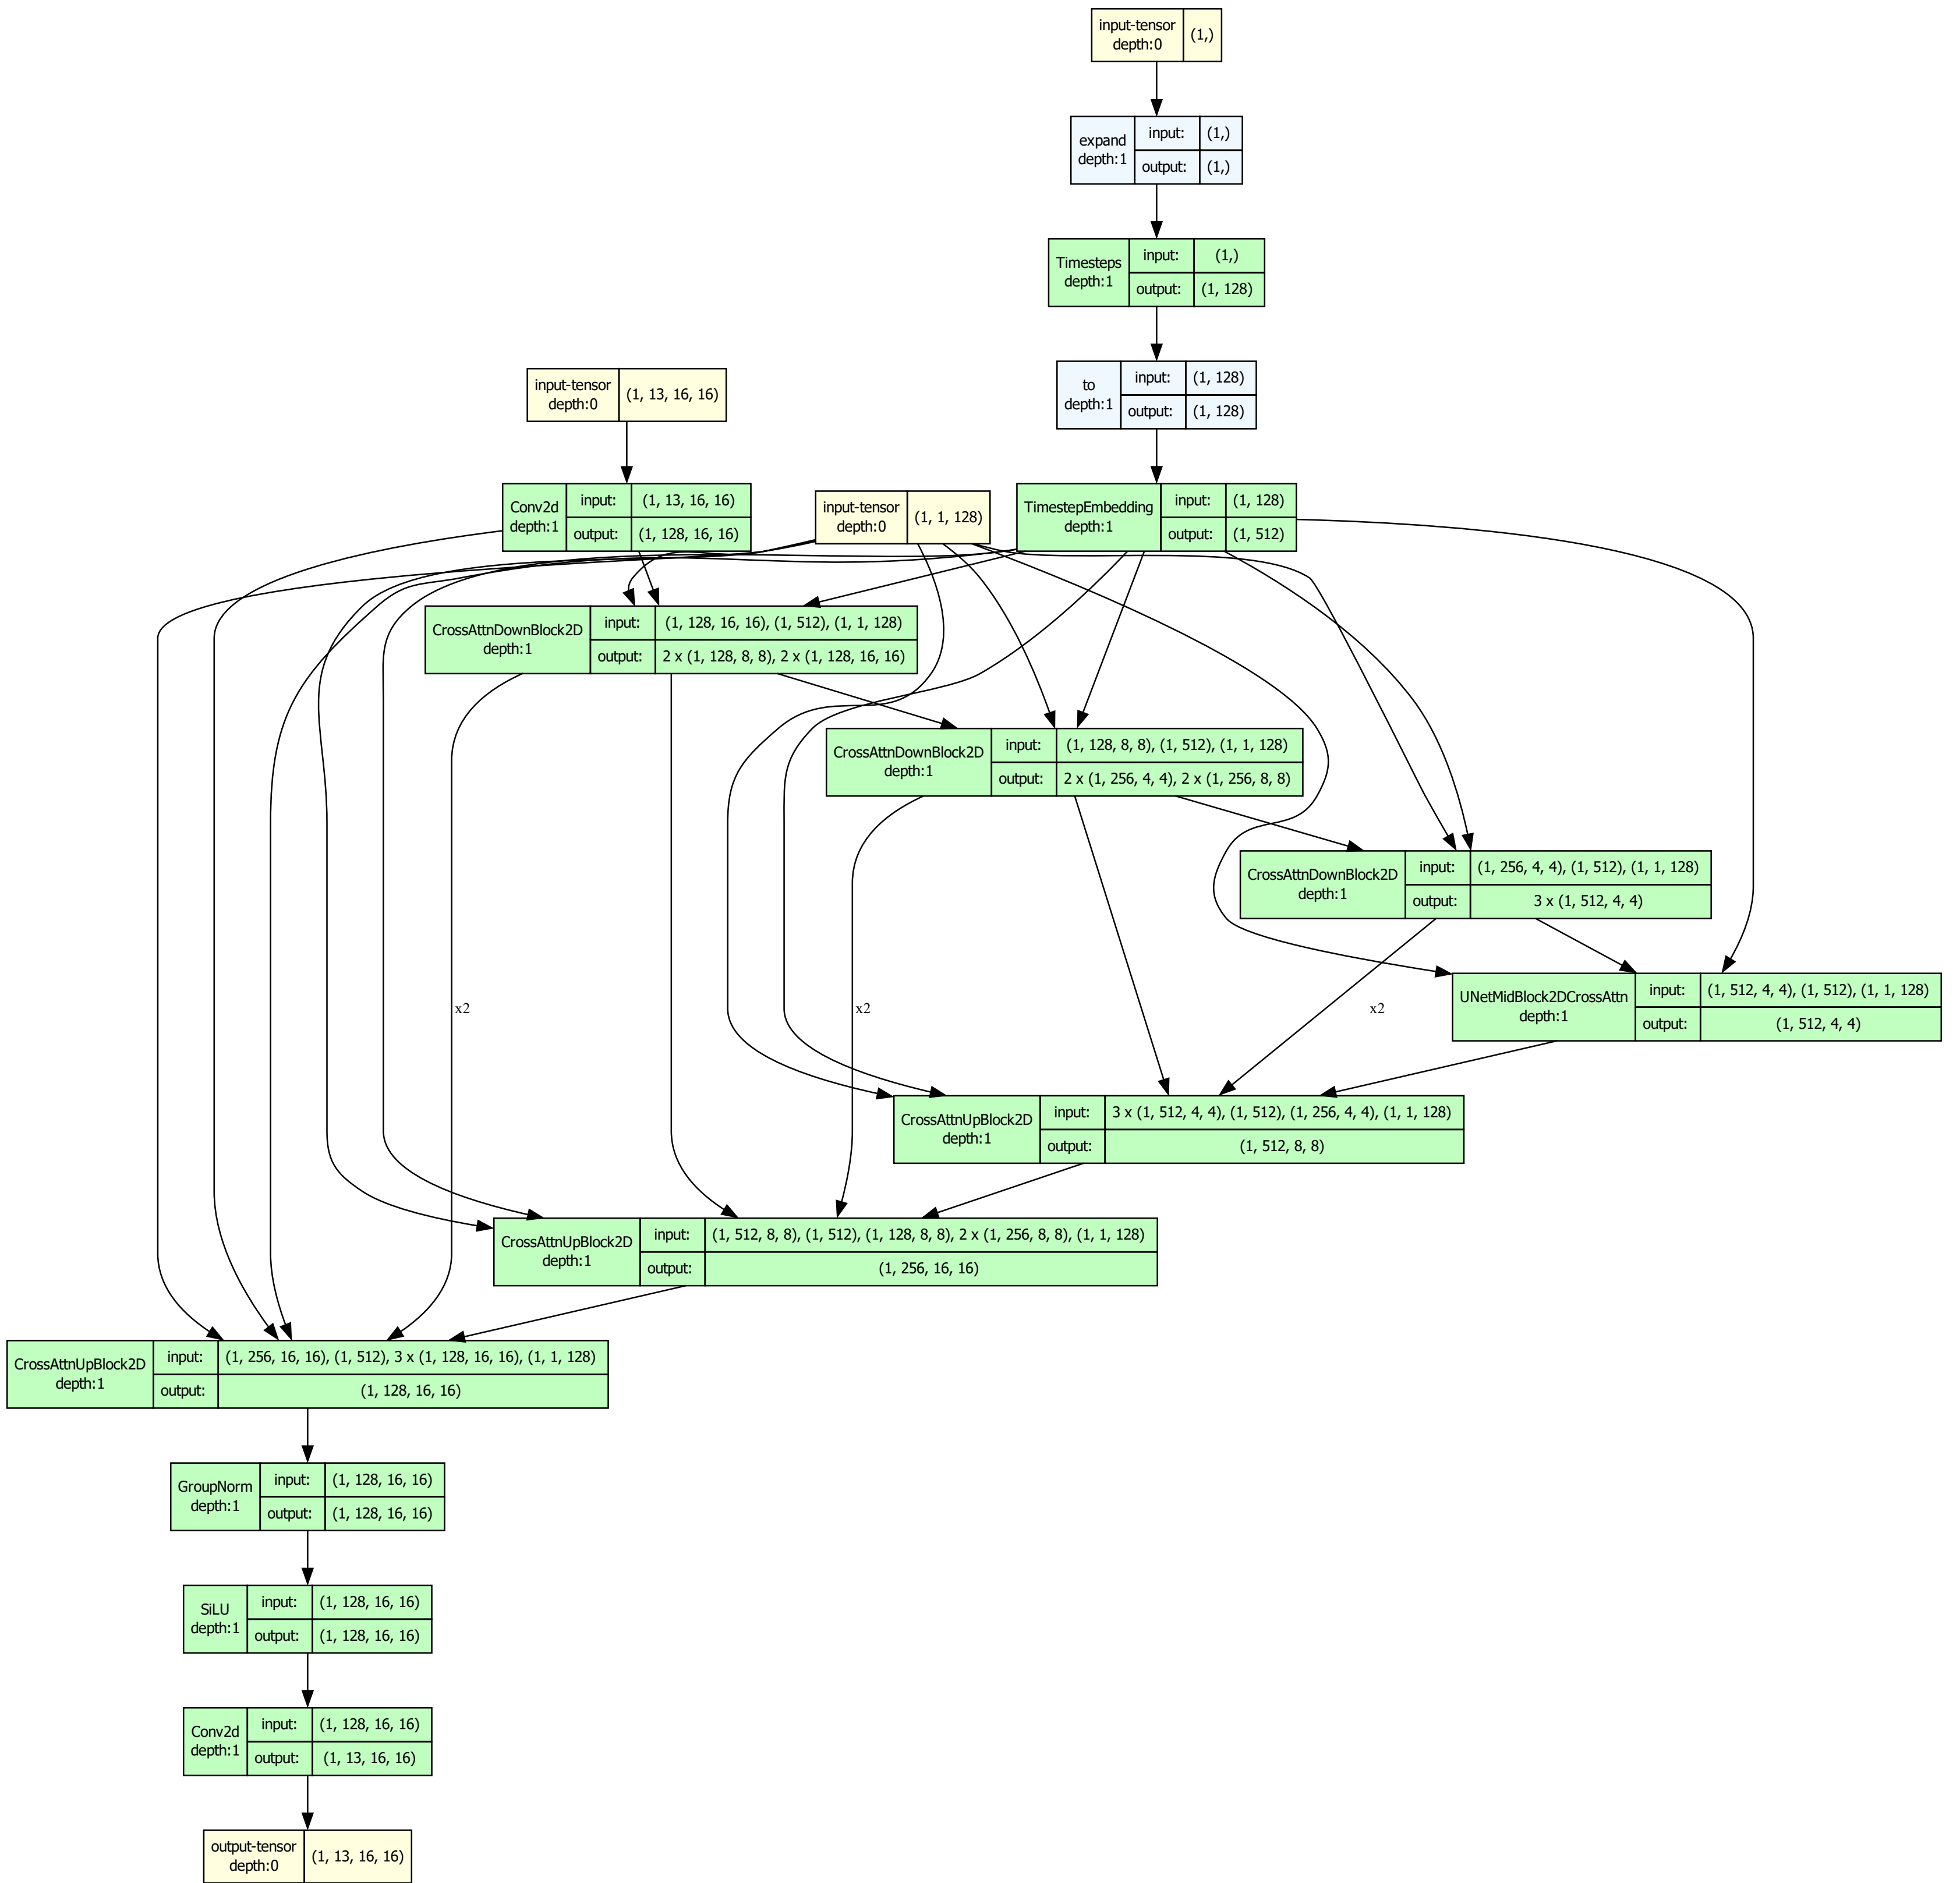 input-tensor
depth:0
(1,)
expand
depth:1
input:
(1,)
output:
(1,)
Timesteps
depth:1
input:
(1,)
output:
(1, 128)
to
depth:1
input:
(1, 128)
output:
(1, 128)
input-tensor
depth:0
(1, 13, 16, 16)
Conv2d
depth:1
input:
(1, 13, 16, 16)
output:
(1, 128, 16, 16)
input-tensor
depth:0
(1, 1, 128)
TimestepEmbedding
depth:1
input:
(1, 128)
output:
(1, 512)
CrossAttnDownBlock2D
depth:1
input:
(1, 128, 16, 16), (1, 512), (1, 1, 128)
output:
2 x (1, 128, 8, 8), 2 x (1, 128, 16, 16)
CrossAttnDownBlock2D
depth:1
input:
(1, 128, 8, 8), (1, 512), (1, 1, 128)
output:
2 x (1, 256, 4, 4), 2 x (1, 256, 8, 8)
CrossAttnDownBlock2D
depth:1
input:
(1, 256, 4, 4), (1, 512), (1, 1, 128)
output:
3 x (1, 512, 4, 4)
x2
x2
x2
UNetMidBlock2DCrossAttn
depth:1
input:
(1, 512, 4, 4), (1, 512), (1, 1, 128)
output:
(1, 512, 4, 4)
CrossAttnUpBlock2D
depth:1
input:
3 x (1, 512, 4, 4), (1, 512), (1, 256, 4, 4), (1, 1, 128)
output:
(1, 512, 8, 8)
CrossAttnUpBlock2D
depth:1
input:
(1, 512, 8, 8), (1, 512), (1, 128, 8, 8), 2 x (1, 256, 8, 8), (1, 1, 128)
output:
(1, 256, 16, 16)
CrossAttnUpBlock2D
depth:1
input:
(1, 256, 16, 16), (1, 512), 3 x (1, 128, 16, 16), (1, 1, 128)
output:
(1, 128, 16, 16)
GroupNorm
depth:1
input:
(1, 128, 16, 16)
output:
(1, 128, 16, 16)
SiLU
depth:1
input:
(1, 128, 16, 16)
output:
(1, 128, 16, 16)
Conv2d
depth:1
input:
(1, 128, 16, 16)
output:
(1, 13, 16, 16)
output-tensor
depth:0
(1, 13, 16, 16)